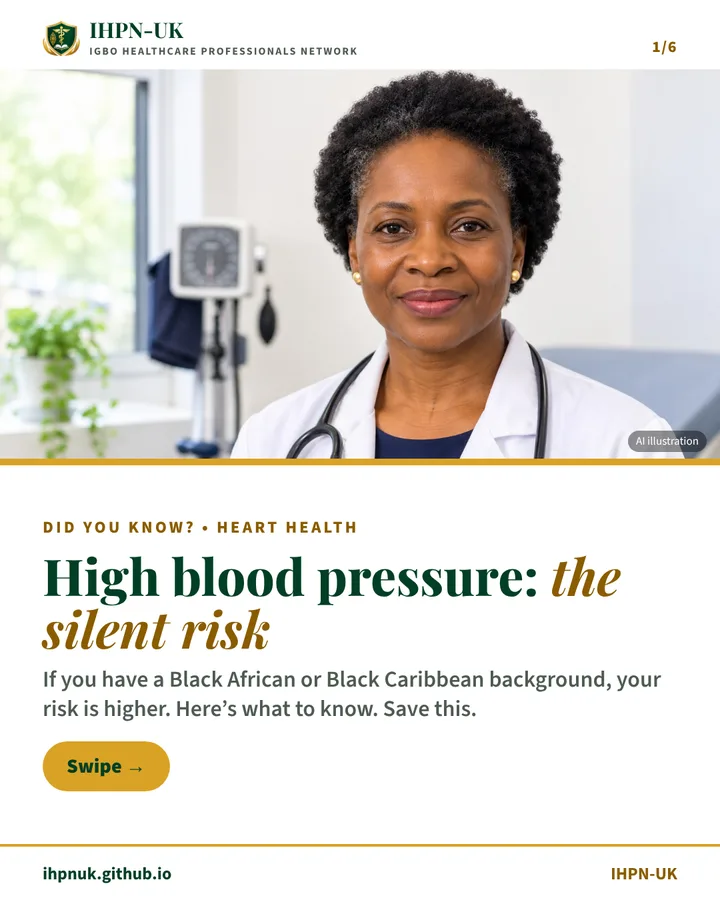 IHPN-UK
IGBO HEALTHCARE PROFESSIONALS NETWORK
1/6
AI illustration
DID YOU KNOW? • HEART HEALTH
High blood pressure: the
silent risk
If you have a Black African or Black Caribbean background, your
risk is higher. Here’s what to know. Save this.
Swipe →
ihpnuk.github.io
IHPN-UK